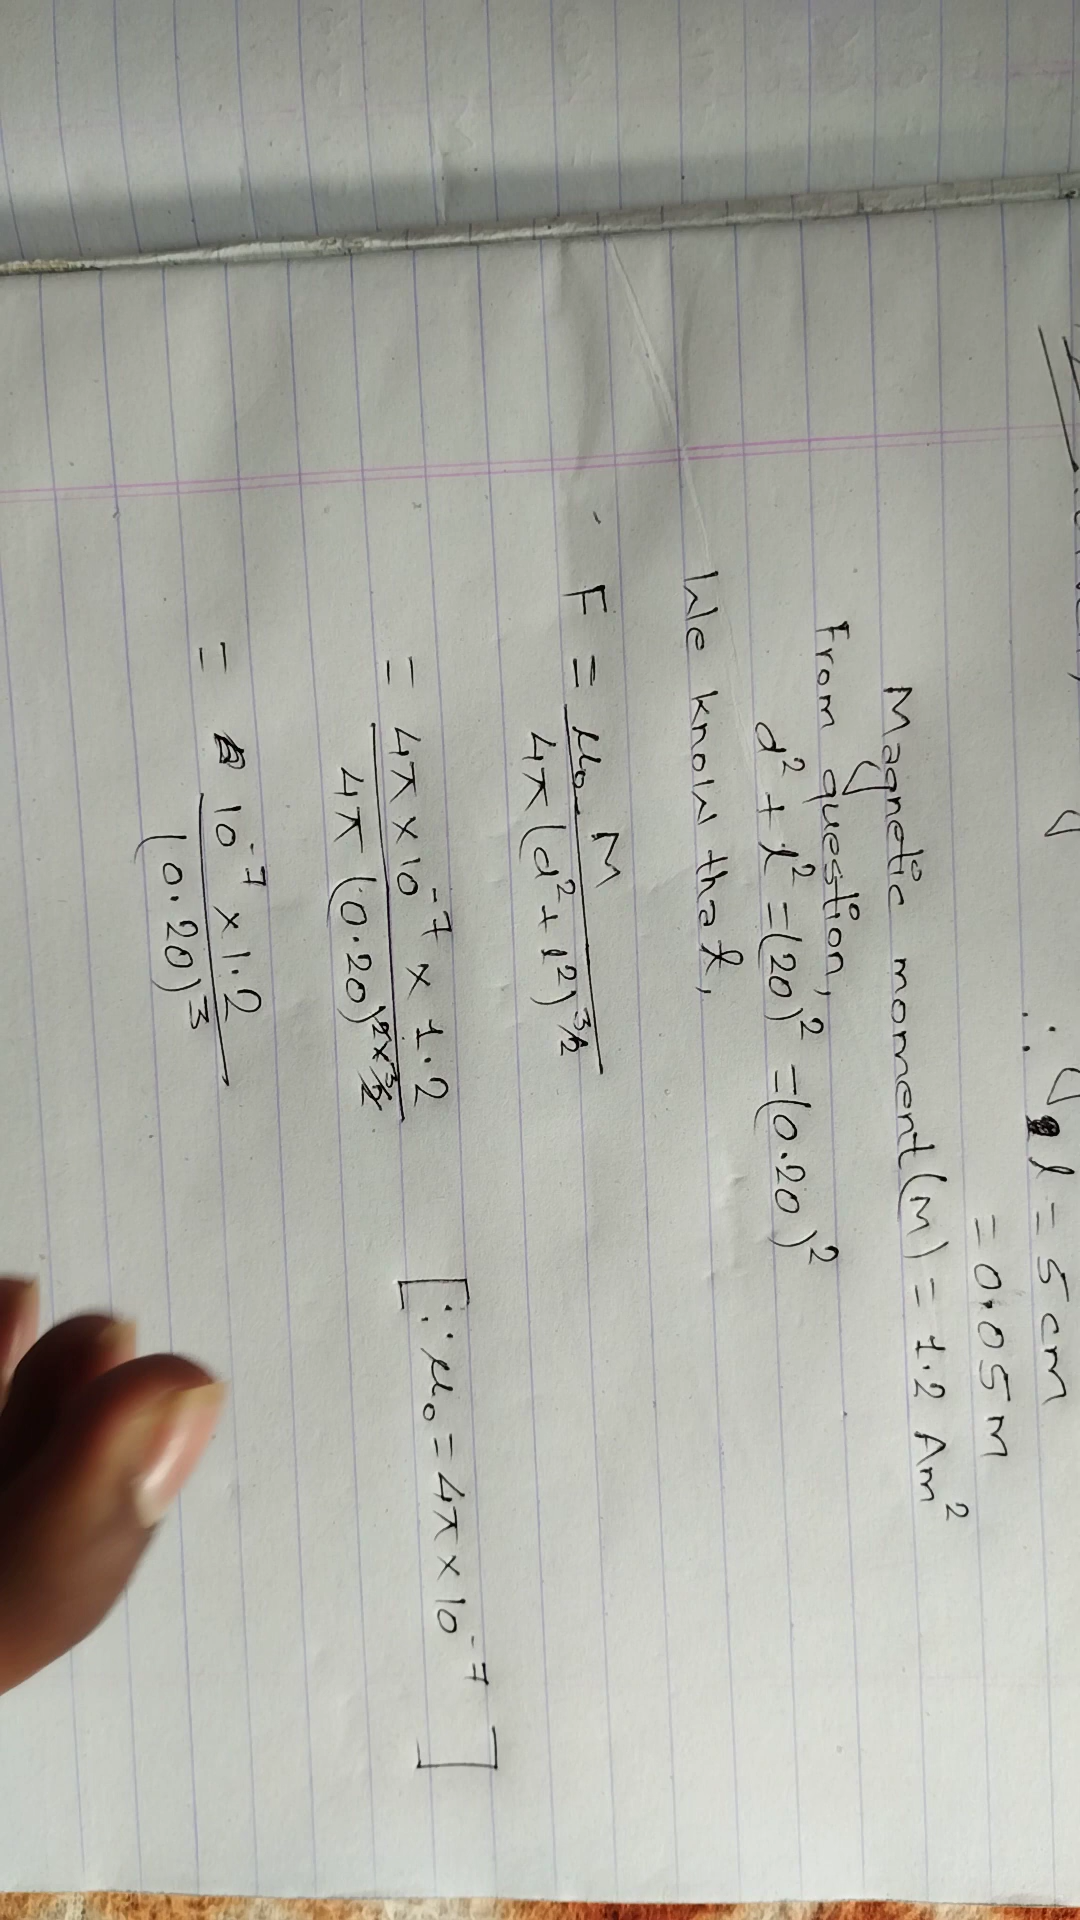 ∴ l = 5 cm
= 0.05 m
Magnetic moment (M) = 1.2 Am²
From question,
d² + l² = (20)² = (0.20)²
We know that,
F = μ₀ M / 4π (d² + l²)^3/2
= 4π × 10⁻⁷ × 1.2 / 4π (0.20)^2×3/2 [∵ μ₀ = 4π × 10⁻⁷]
= 10⁻⁷ × 1.2 / (0.20)³